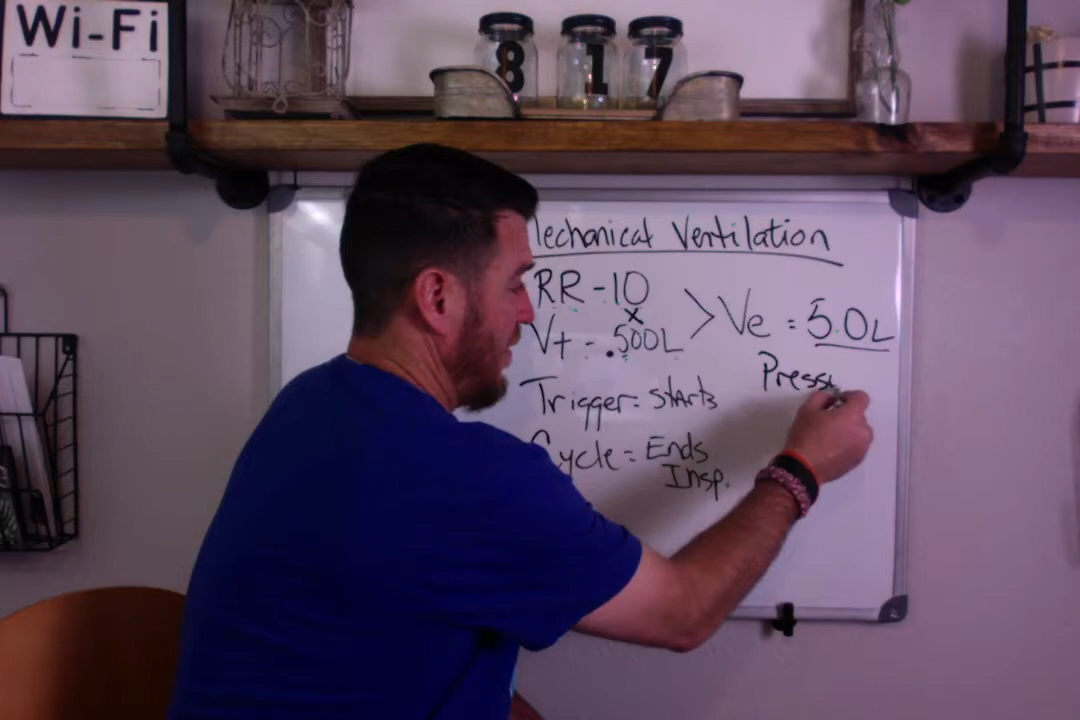 Wi-Fi
8 1 7
Mechanical Ventilation
RR - 10
x
Vt - .500L
> Ve = 5.0L
Press
Trigger = Starts
Cycle = Ends
Insp.